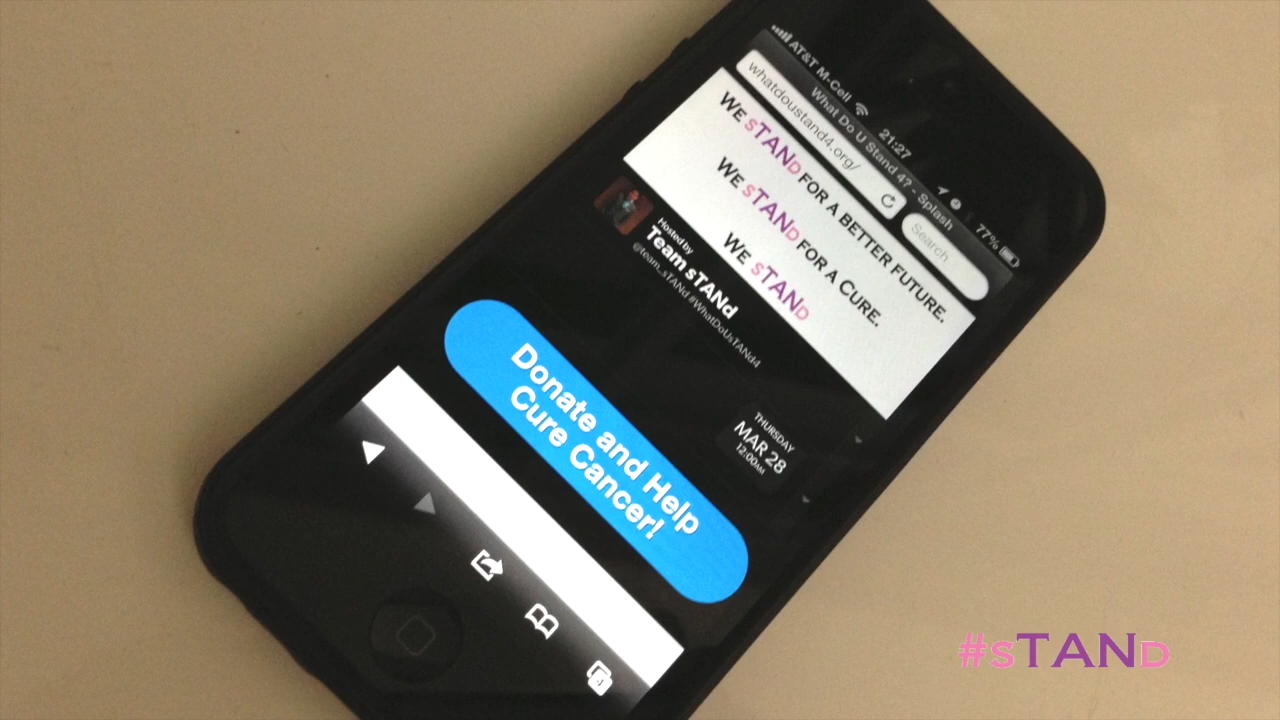 AT&T M-Cell 21:27 77%
What Do U Stand 4? - Splash
whatdoustand4.org/ Search
WE sTANd FOR A BETTER FUTURE.
WE sTANd FOR A CURE.
WE sTANd
Hosted by
Team sTANd
@team_sTANd #WhatDoUsTANd4
THURSDAY
MAR 28
12:00AM
Donate and Help
Cure Cancer!
4
#sTANd